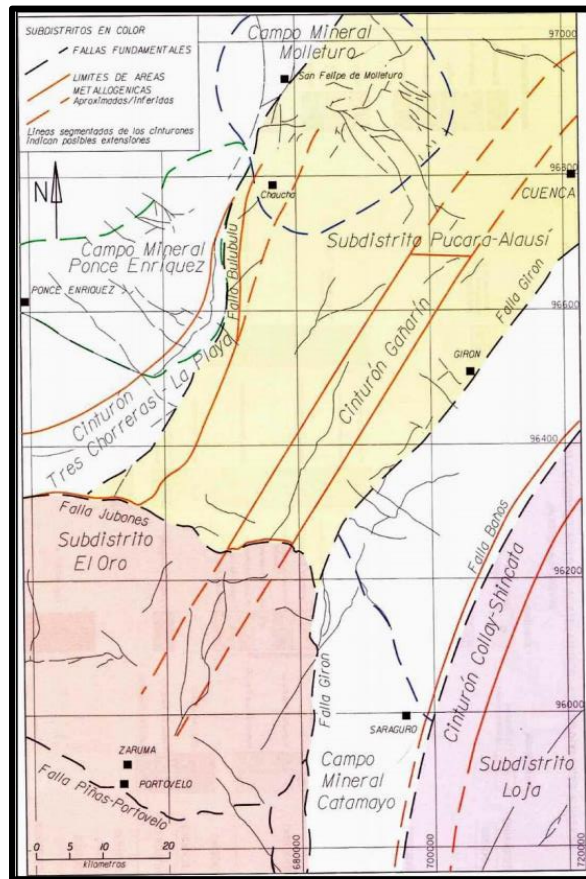 SUBDISTRITOS EN COLOR
FALLAS FUNDAMENTALES
LIMITES DE AREAS
METALLOGENICAS
Aproximadas/Inferidas
Lineas segmentadas de los cinturones
indican posibles extensiones
N
Campo Mineral
Molleturo
San Felipe de Molleturo
97000
Chaucha
96800
CUENCA
Subdistrito Pucara-Alausí
Campo Mineral
Ponce Enriquez
PONCE ENRIQUEZ
Falla Bulubulu
Falla Giron
96600
Cinturón Gañarín
GIRON
Cinturon
Tres Chorreras - La Playa
96400
Falla Jubones
Subdistrito
El Oro
Falla Banos
Cinturón Collay-Shincata
96200
Falla Giron
96000
SARAGURO
ZARUMA
PORTOVELO
Falla Piñas-Portovelo
Campo
Mineral
Catamayo
Subdistrito
Loja
0 5 10 20
kilometros
680000
700000
720000